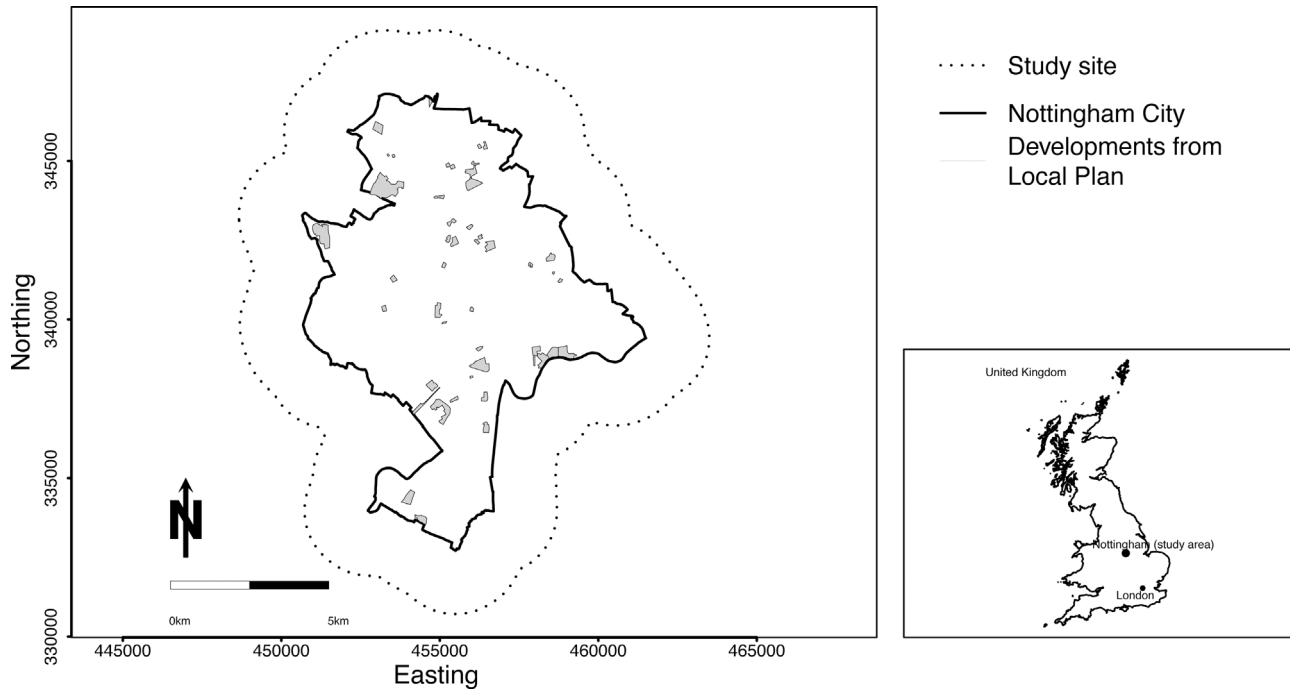 Study site
Nottingham City
Developments from
Local Plan
345000
340000
335000
330000
Northing
N
0km
5km
445000
450000
455000
460000
465000
Easting
United Kingdom
Nottingham (study area)
London